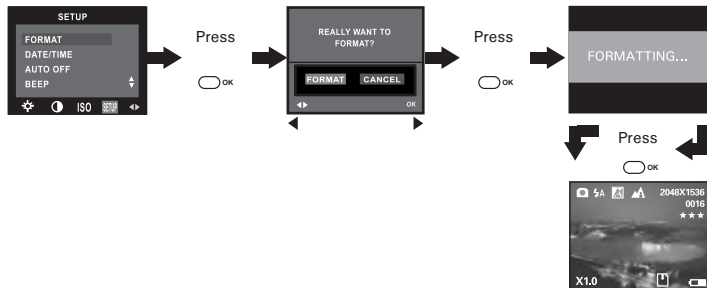 SETUP
FORMAT
DATE/TIME
AUTO OFF
BEEP
ISO SETUP
Press
OK
REALLY WANT TO
FORMAT?
FORMAT CANCEL
OK
Press
OK
FORMATTING...
Press
OK
A 2048X1536
0016
X1.0